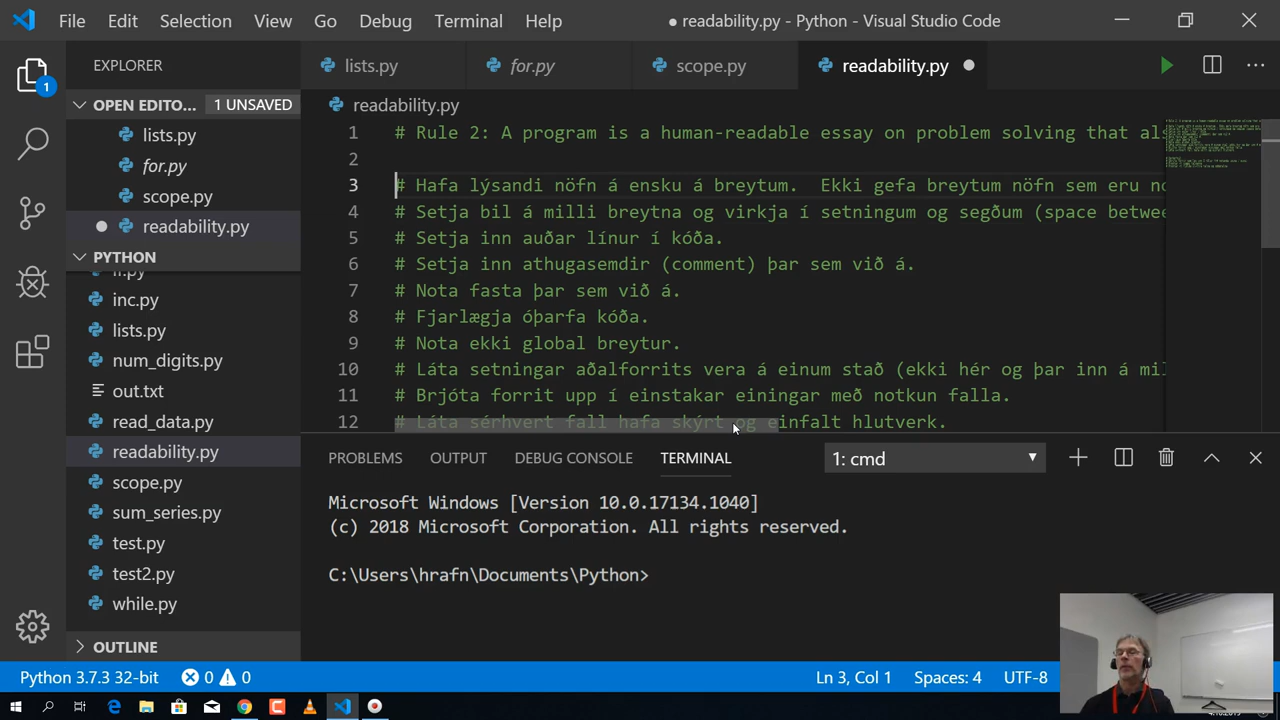 File Edit Selection View Go Debug Terminal Help ● readability.py - Python - Visual Studio Code
EXPLORER
lists.py for.py scope.py readability.py
1
OPEN EDITO... 1 UNSAVED
lists.py
for.py
scope.py
readability.py
PYTHON
inc.py
lists.py
num_digits.py
out.txt
read_data.py
readability.py
scope.py
sum_series.py
test.py
test2.py
while.py
OUTLINE
readability.py
1 # Rule 2: A program is a human-readable essay on problem solving that als
2
3 # Hafa lýsandi nöfn á ensku á breytum.  Ekki gefa breytum nöfn sem eru no
4 # Setja bil á milli breytna og virkja í setningum og segðum (space betwee
5 # Setja inn auðar línur í kóða.
6 # Setja inn athugasemdir (comment) þar sem við á.
7 # Nota fasta þar sem við á.
8 # Fjarlægja óþarfa kóða.
9 # Nota ekki global breytur.
10 # Láta setningar aðalforrits vera á einum stað (ekki hér og þar inn á mil
11 # Brjóta forrit upp í einstakar einingar með notkun falla.
12 # Láta sérhvert fall hafa skýrt og einfalt hlutverk.
PROBLEMS OUTPUT DEBUG CONSOLE TERMINAL 1: cmd
Microsoft Windows [Version 10.0.17134.1040]
(c) 2018 Microsoft Corporation. All rights reserved.
C:\Users\hrafn\Documents\Python>
Python 3.7.3 32-bit 0 0 Ln 3, Col 1 Spaces: 4 UTF-8